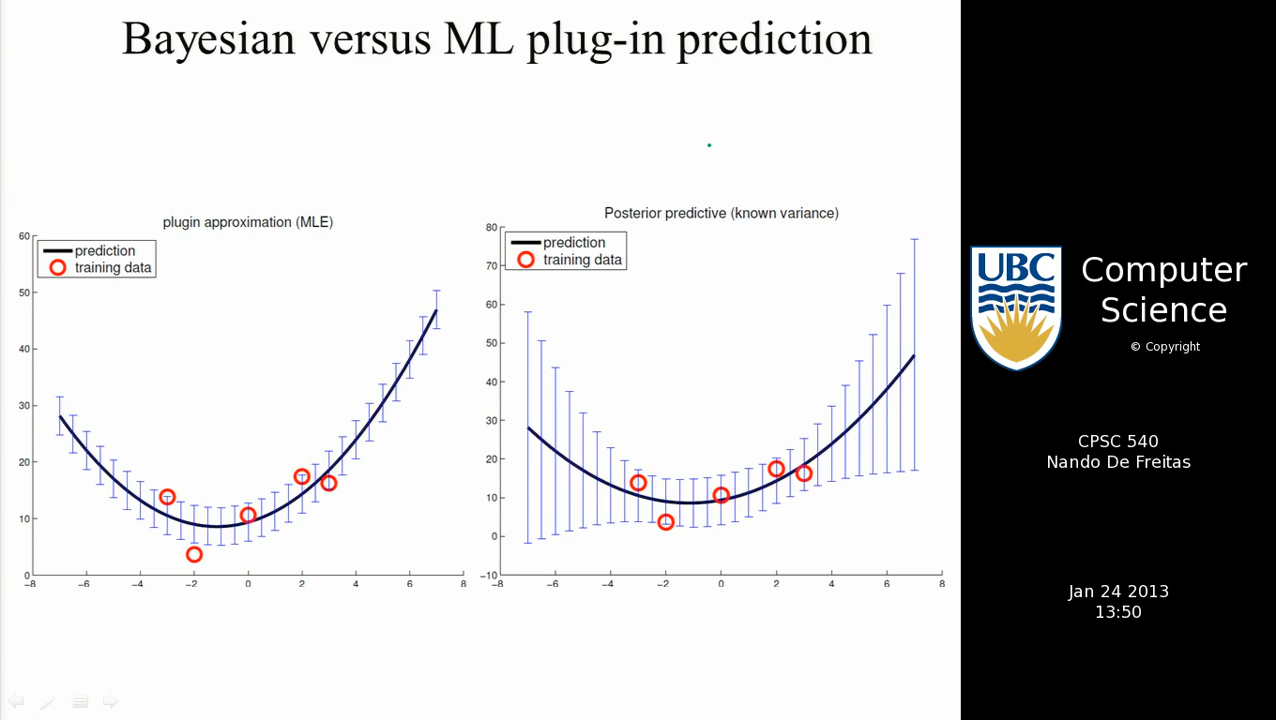 Bayesian versus ML plug-in prediction
plugin approximation (MLE)
60
50
40
30
20
10
0
-8
-6
-4
-2
0
2
4
6
8
prediction
training data
Posterior predictive (known variance)
80
70
60
50
40
30
20
10
0
-10
-8
-6
-4
-2
0
2
4
6
8
prediction
training data
UBC
Computer
Science
© Copyright
CPSC 540
Nando De Freitas
Jan 24 2013
13:50